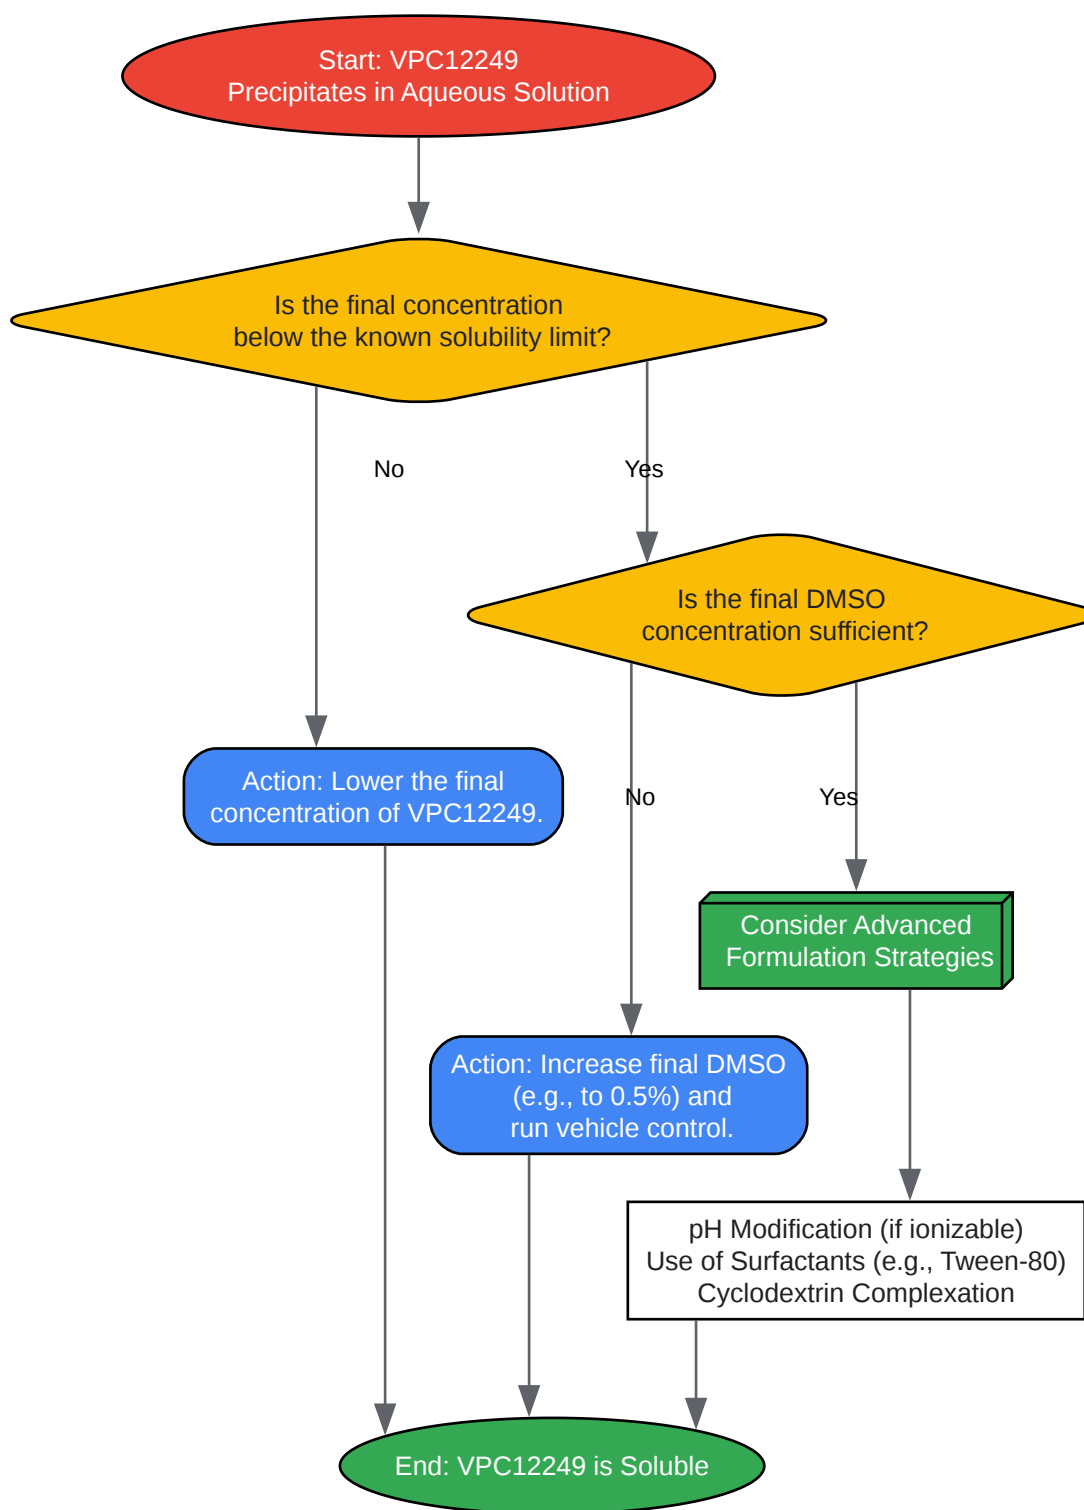 Start: VPC12249
Precipitates in Aqueous Solution
Is the final concentration
below the known solubility limit?
No
Yes
Is the final DMSO
concentration sufficient?
Action: Lower the final
concentration of VPC12249.
No
Yes
Consider Advanced
Formulation Strategies
Action: Increase final DMSO
(e.g., to 0.5%) and
run vehicle control.
pH Modification (if ionizable)
Use of Surfactants (e.g., Tween-80)
Cyclodextrin Complexation
End: VPC12249 is Soluble